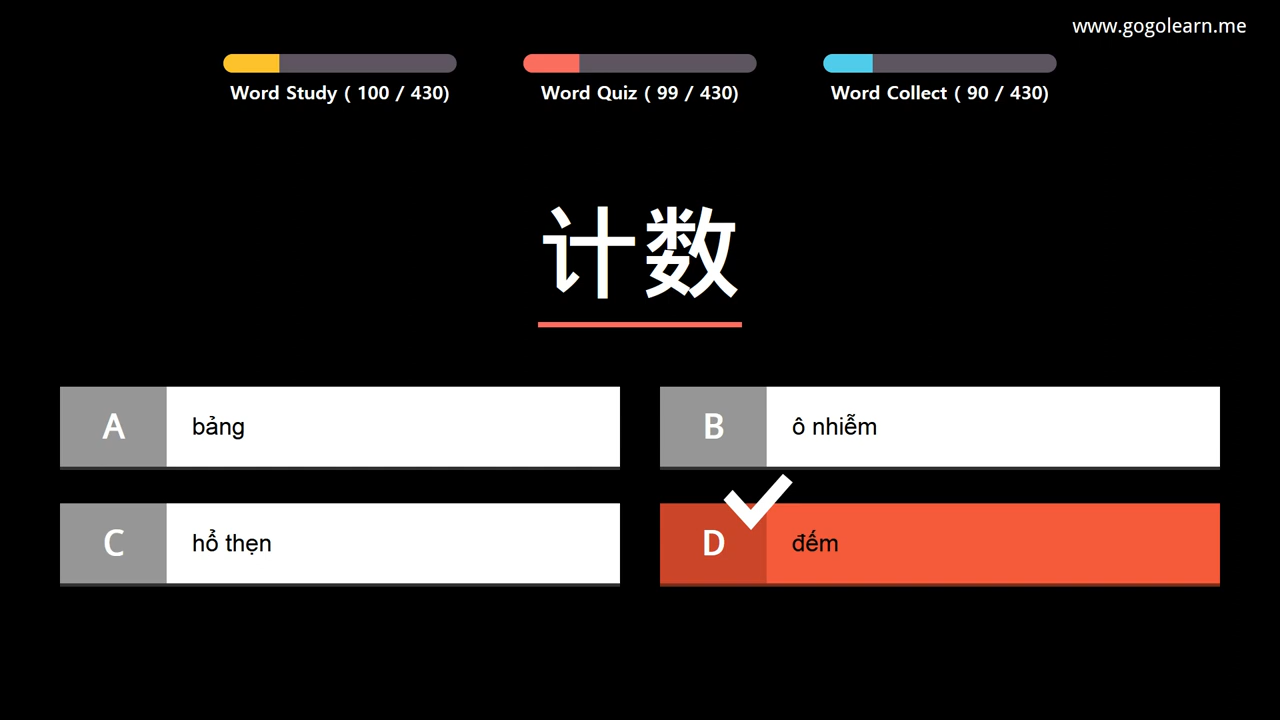 www.gogolearn.me
Word Study ( 100 / 430)
Word Quiz ( 99 / 430)
Word Collect ( 90 / 430)
计数
A
bảng
B
ô nhiễm
C
hổ thẹn
D
đếm